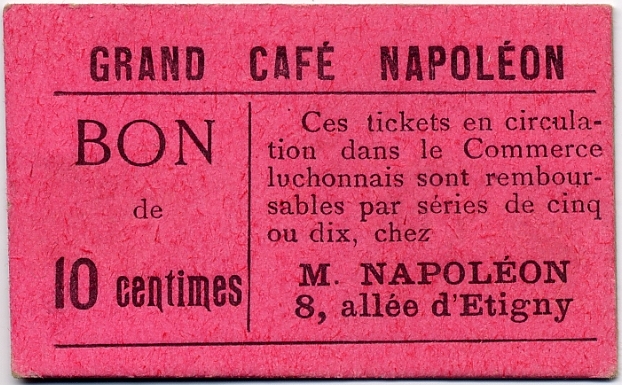 GRAND CAFÉ NAPOLÉON
BON
de
10 centimes
Ces tickets en circula-
tion dans le Commerce
luchonnais sont rembour-
sables par séries de cinq
ou dix, chez
M. NAPOLÉON
8, allée d'Etigny